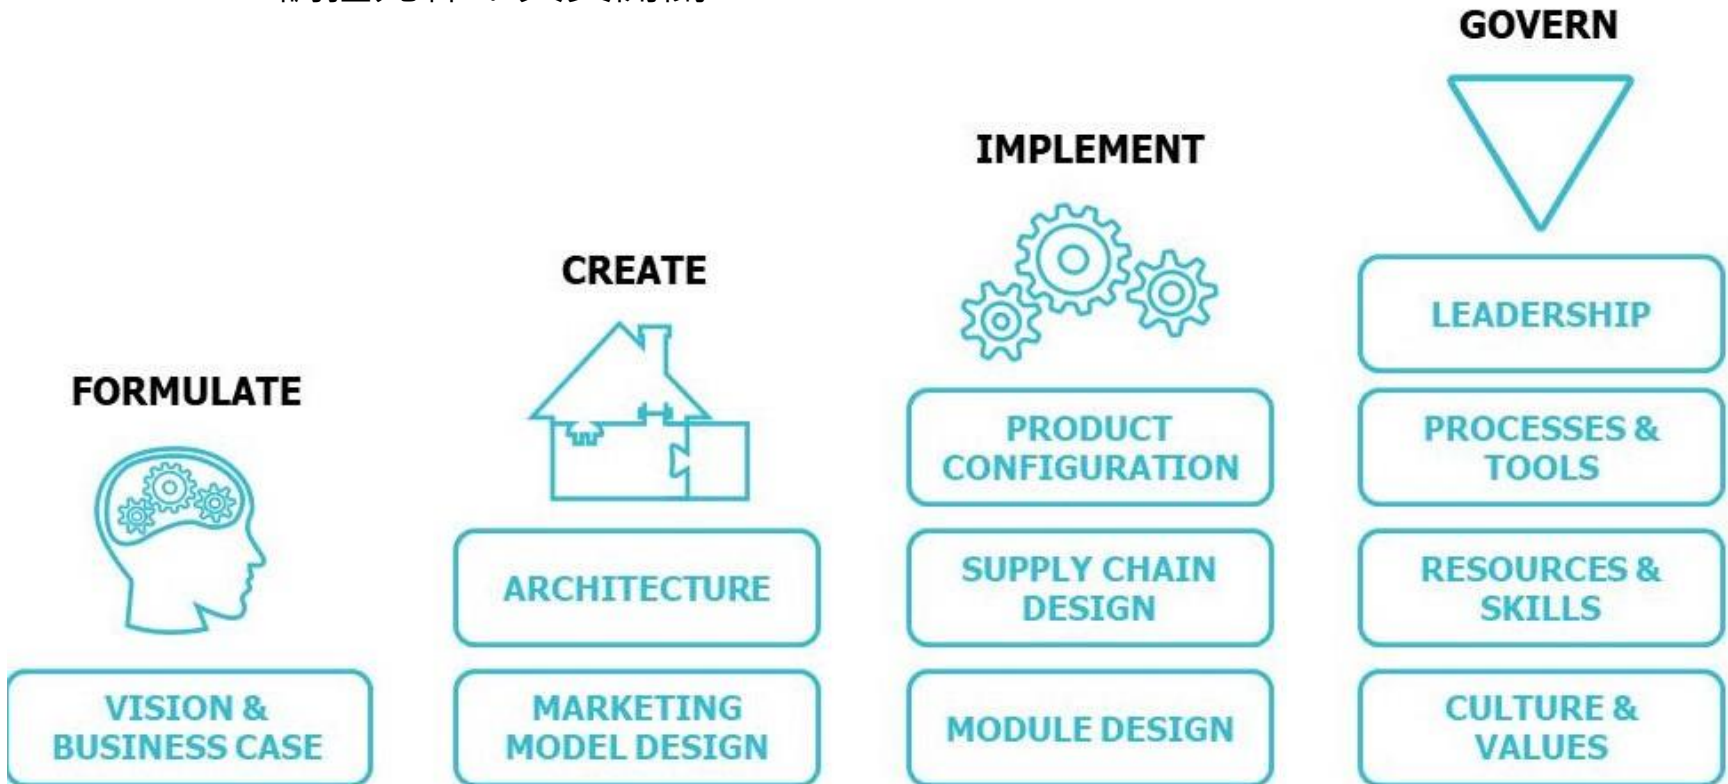 GOVERN
IMPLEMENT
CREATE
FORMULATE
VISION &
BUSINESS CASE
ARCHITECTURE
MARKETING
MODEL DESIGN
PRODUCT
CONFIGURATION
SUPPLY CHAIN
DESIGN
MODULE DESIGN
LEADERSHIP
PROCESSES &
TOOLS
RESOURCES &
SKILLS
CULTURE &
VALUES